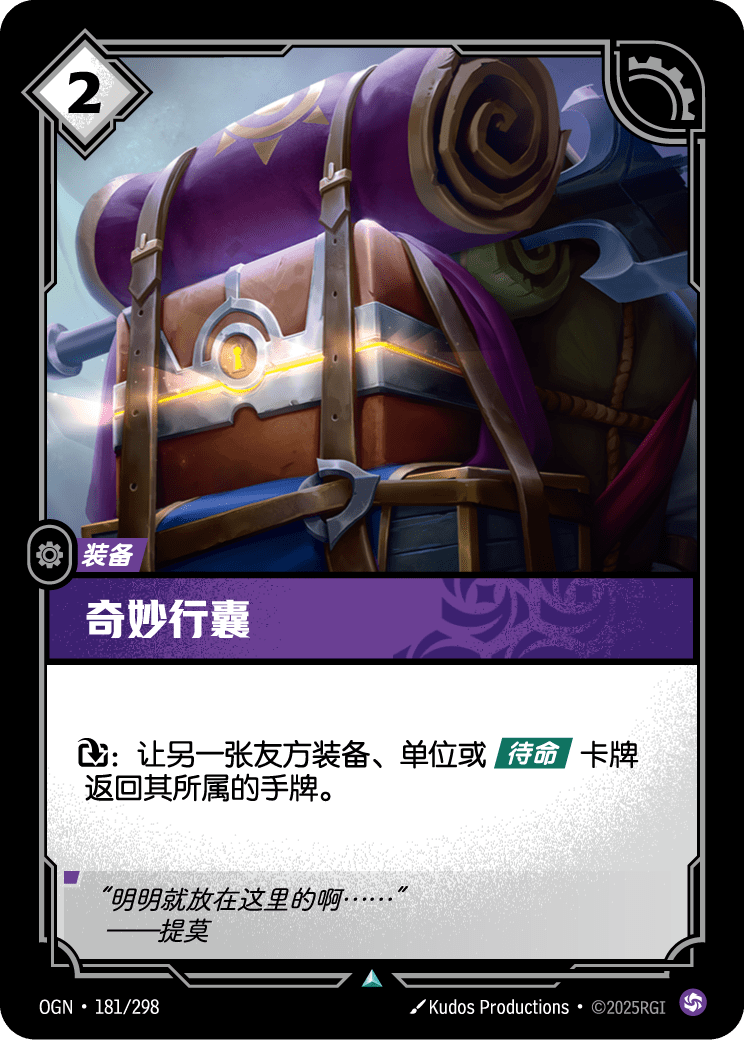 2
装备
奇妙行囊
：让另一张友方装备、单位或 待命 卡牌
返回其所属的手牌。
“明明就放在这里的啊……”
——提莫
OGN • 181/298
Kudos Productions • ©2025RGI